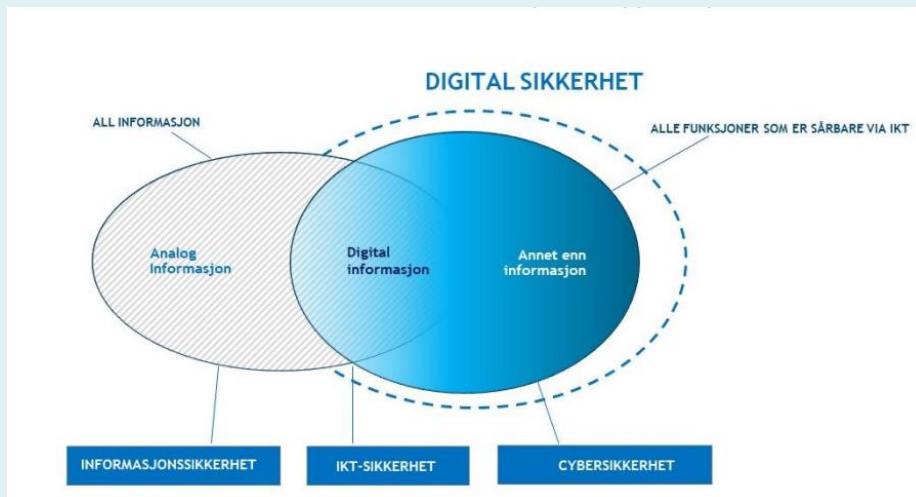 DIGITAL SIKKERHET
ALL INFORMASJON
ALLE FUNKSJONER SOM ER SÅRBARE VIA IKT
Analog
Informasjon
Digital
informasjon
Annet enn
informasjon
INFORMASJONSSIKKERHET
IKT-SIKKERHET
CYBERSIKKERHET